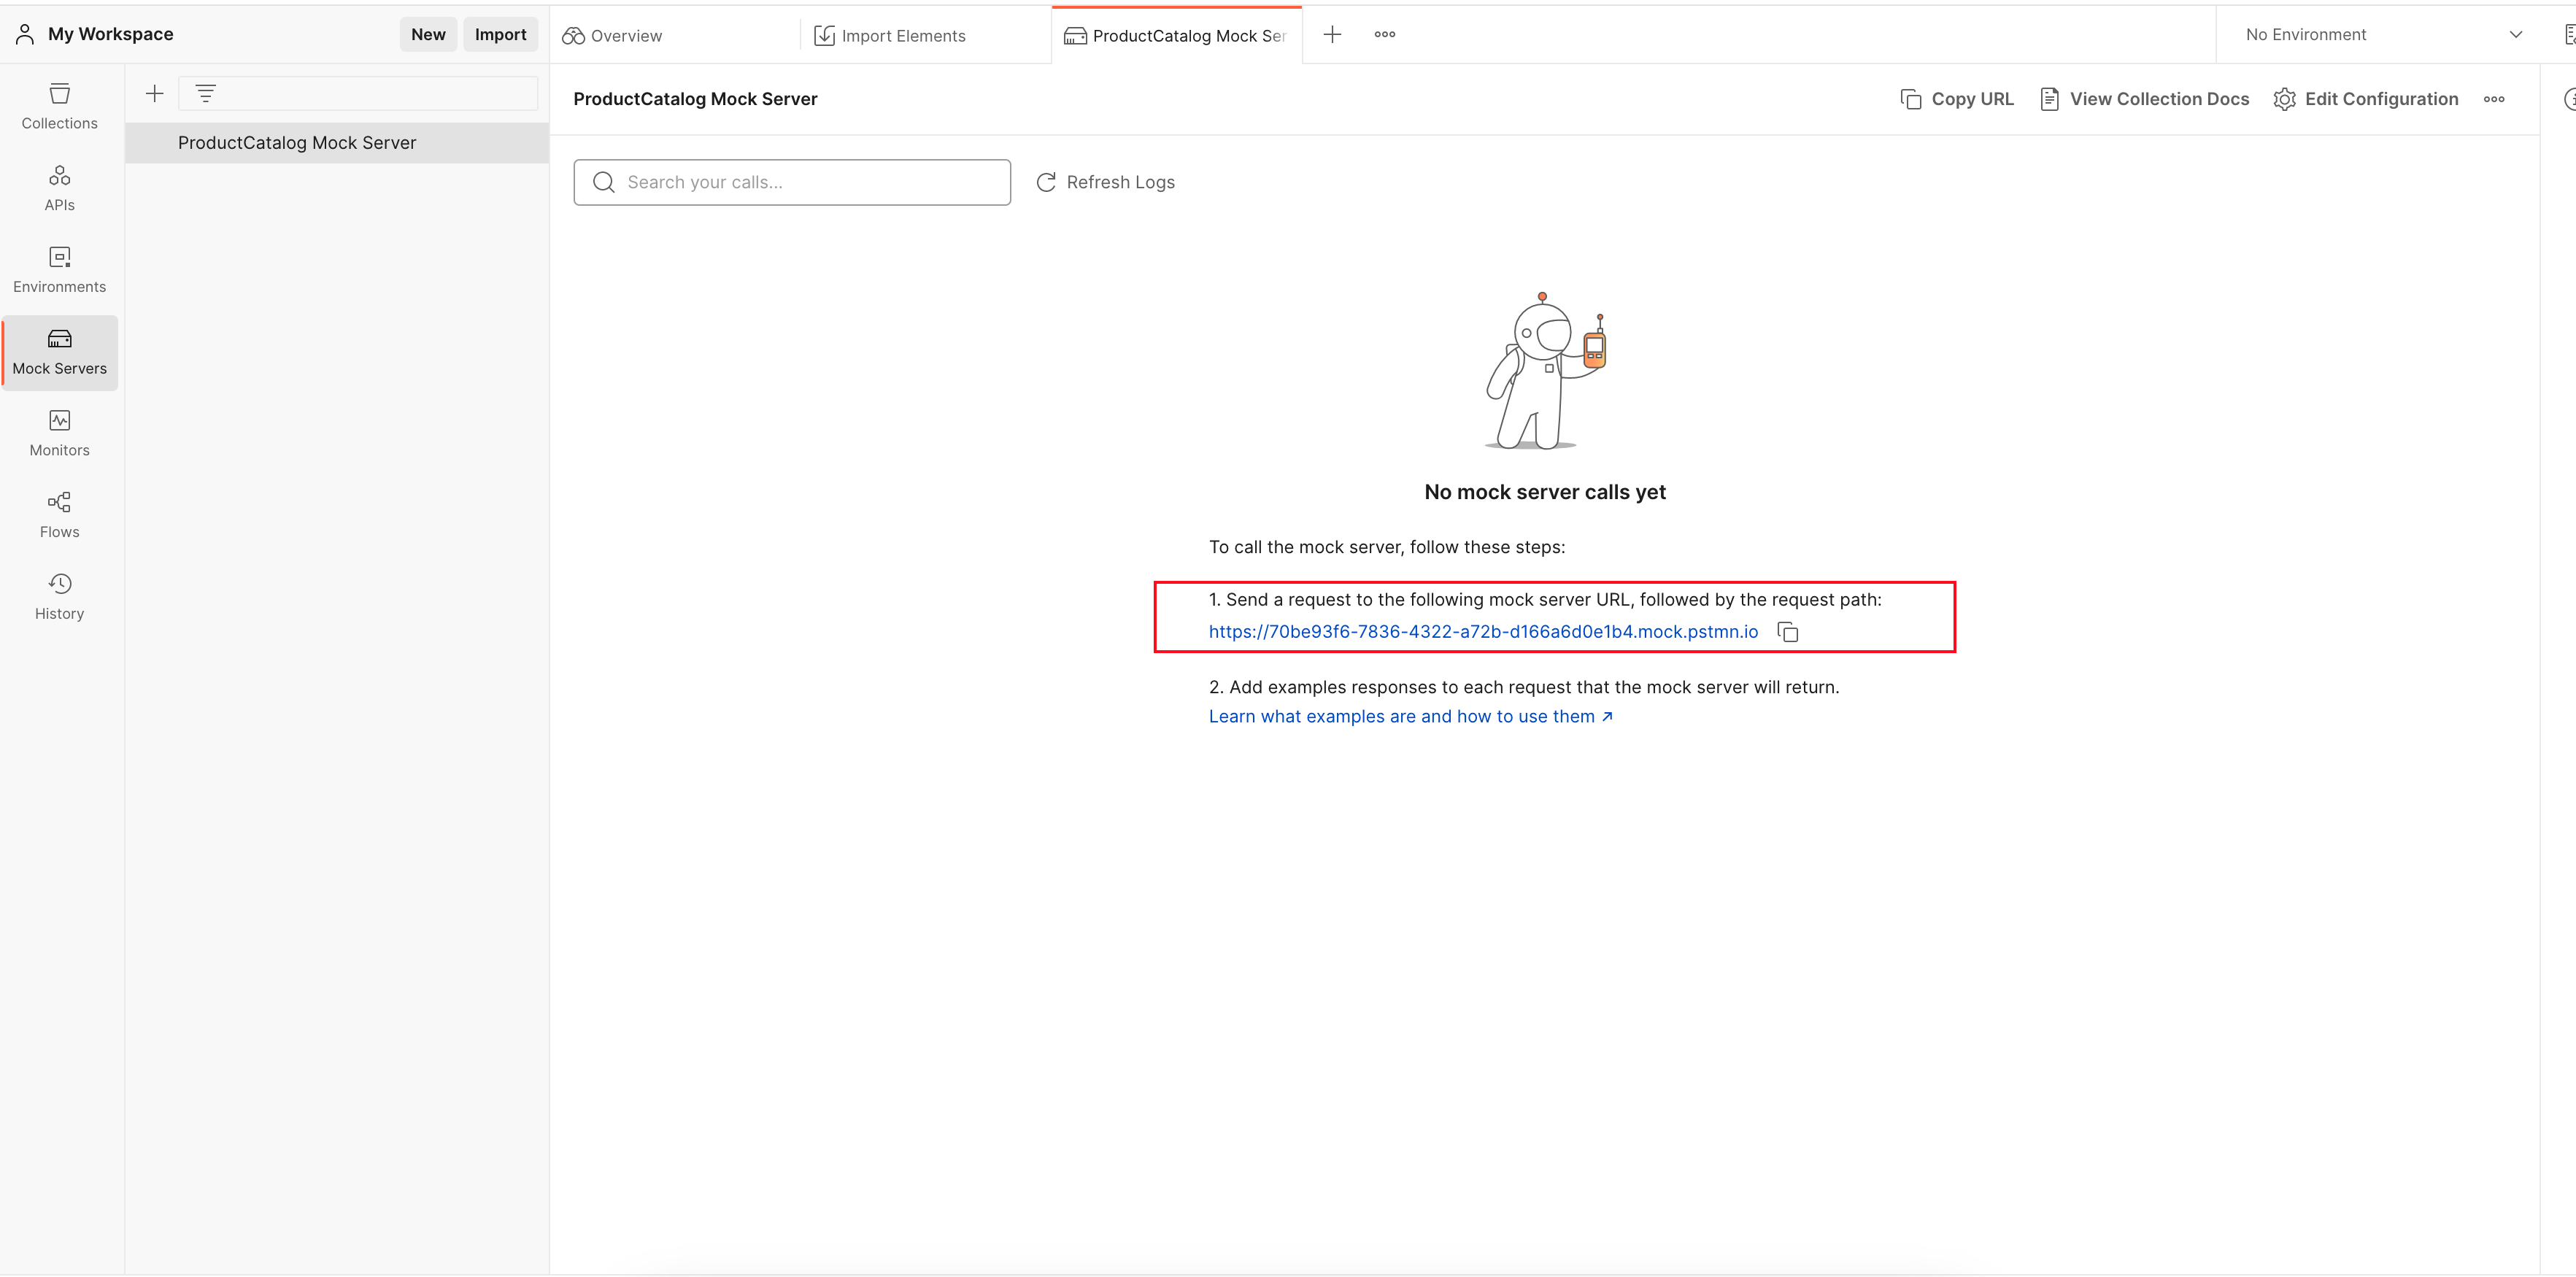 My Workspace
New
Import
Overview
Import Elements
ProductCatalog Mock Ser
No Environment
Collections
APIs
Environments
Mock Servers
Monitors
Flows
History
ProductCatalog Mock Server
ProductCatalog Mock Server
Copy URL
View Collection Docs
Edit Configuration
Search your calls...
Refresh Logs
No mock server calls yet
To call the mock server, follow these steps:
1. Send a request to the following mock server URL, followed by the request path:
https://70be93f6-7836-4322-a72b-d166a6d0e1b4.mock.pstmn.io
2. Add examples responses to each request that the mock server will return.
Learn what examples are and how to use them ↗